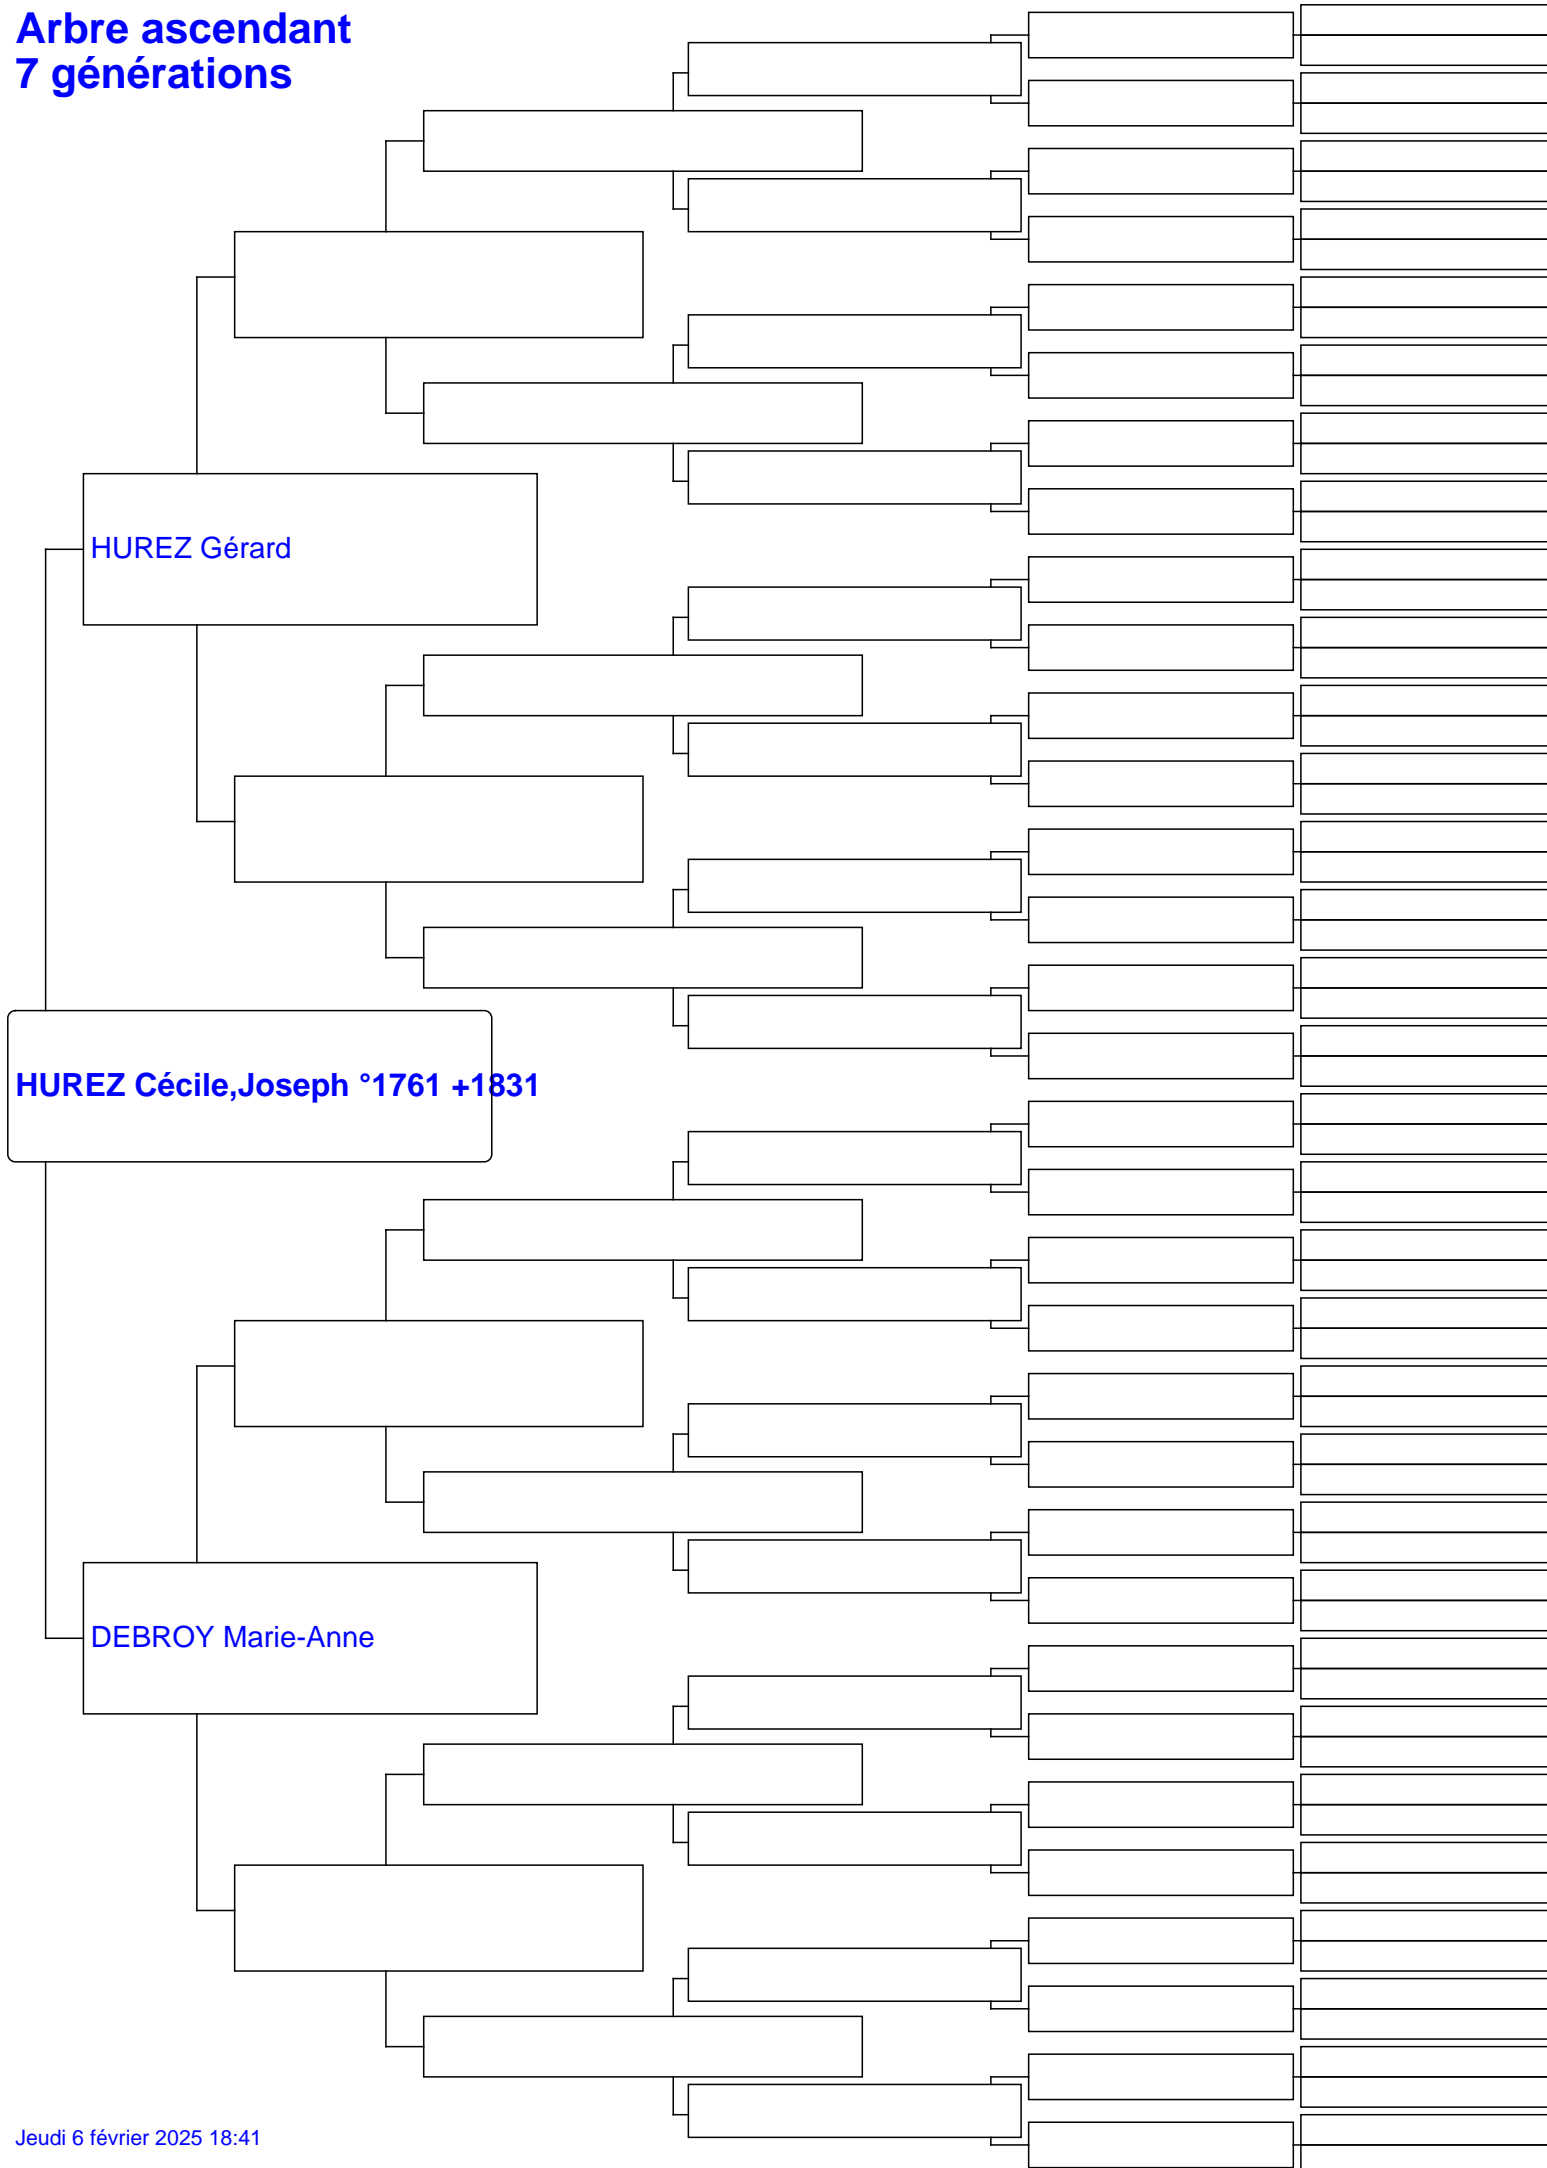 Arbre ascendant
7 générations
HUREZ Gérard
HUREZ Cécile,Joseph °1761 +1831
DEBROY Marie-Anne
Jeudi 6 février 2025 18:41